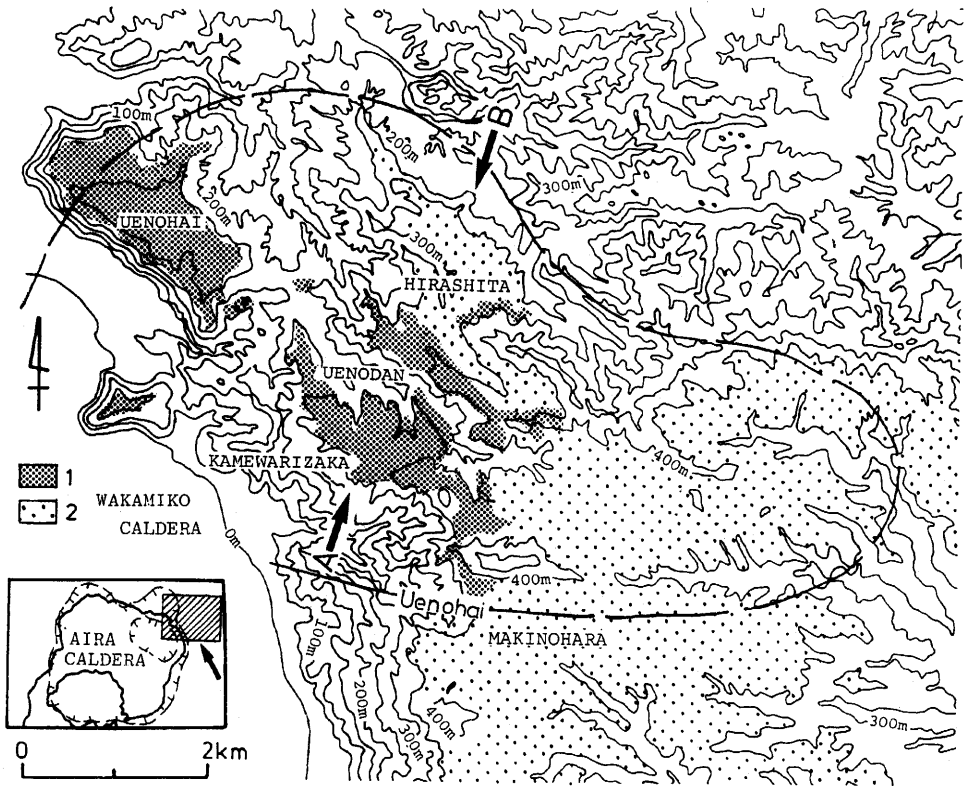 100m
B
200m
300m
200m
UENOHAI
300m
HIRASHITA
UENODAN
KAMEWARIZAKA
400m
1
2
WAKAMIKO
CALDERA
0m
A
400m
Uenohai
MAKINOHARA
AIRA
CALDERA
100m
200m
300m
400m
300m
0
2km